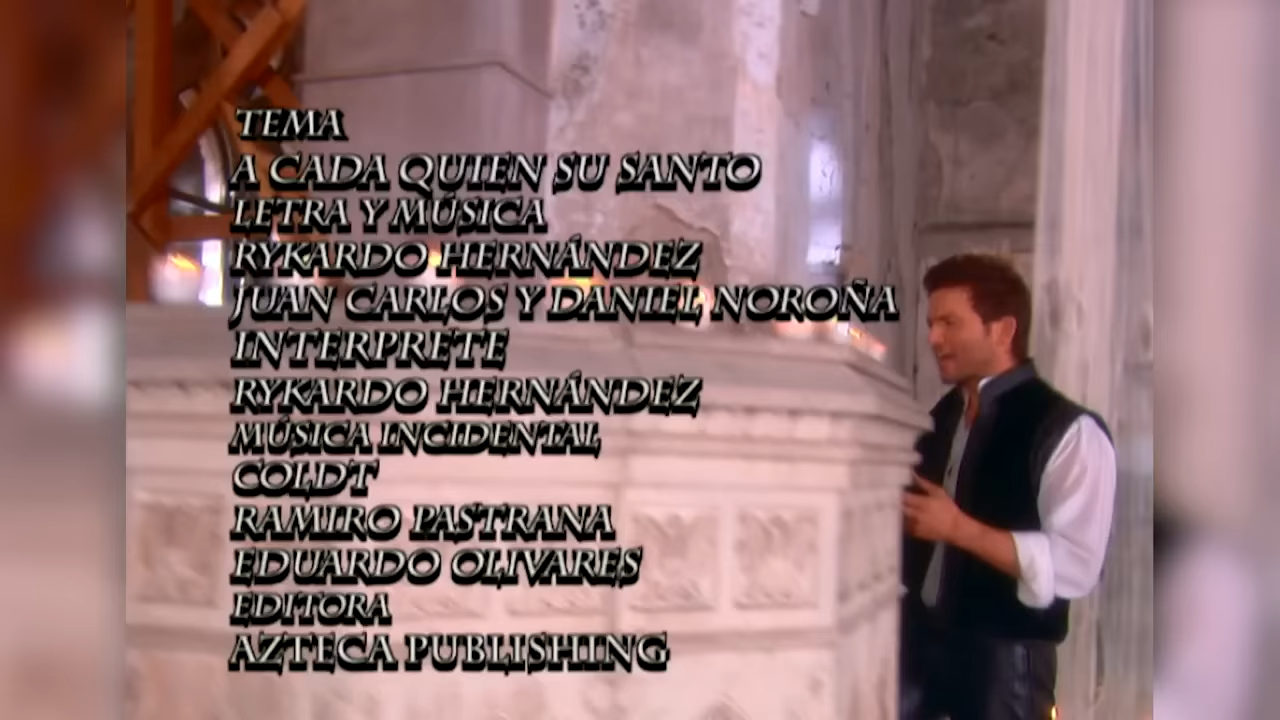 TEMA
A CADA QUIEN SU SANTO
LETRA Y MÚSICA
RYKARDO HERNÁNDEZ
JUAN CARLOS Y DANIEL NOROÑA
INTERPRETE
RYKARDO HERNÁNDEZ
MÚSICA INCIDENTAL
COLDT
RAMIRO PASTRANA
EDUARDO OLIVARES
EDITORA
AZTECA PUBLISHING